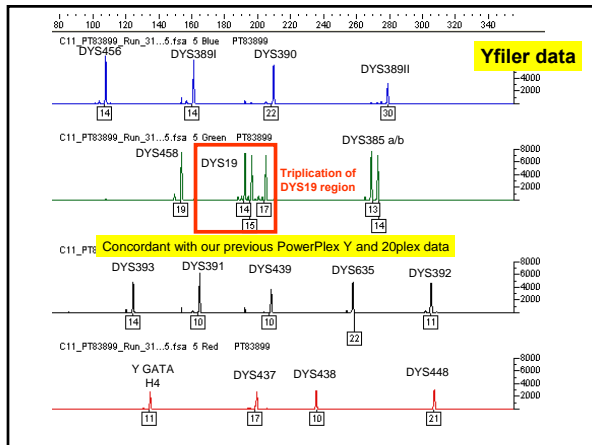 80 100 120 140 160 180 200 220 240 260 280 300 320 340
Yfiler data
C11_PT83899_Run_31...5.fsa 5 Blue PT83899
DYS456 DYS389I DYS390 DYS389II
4000
2000
0
14 14 22 30
C11_PT83899_Run_31...5.fsa 5 Green PT83899
DYS458 DYS19 DYS385 a/b
Triplication of
DYS19 region
8000
6000
4000
2000
19 14 17 13
15 14
Concordant with our previous PowerPlex Y and 20plex data
C11_PT83
DYS393 DYS391 DYS439 DYS635 DYS392
8000
6000
4000
2000
0
14 10 10 11
22
C11_PT83899_Run_31...5.fsa 5 Red PT83899
Y GATA
H4 DYS437 DYS438 DYS448
8000
6000
4000
2000
0
11 17 10 21